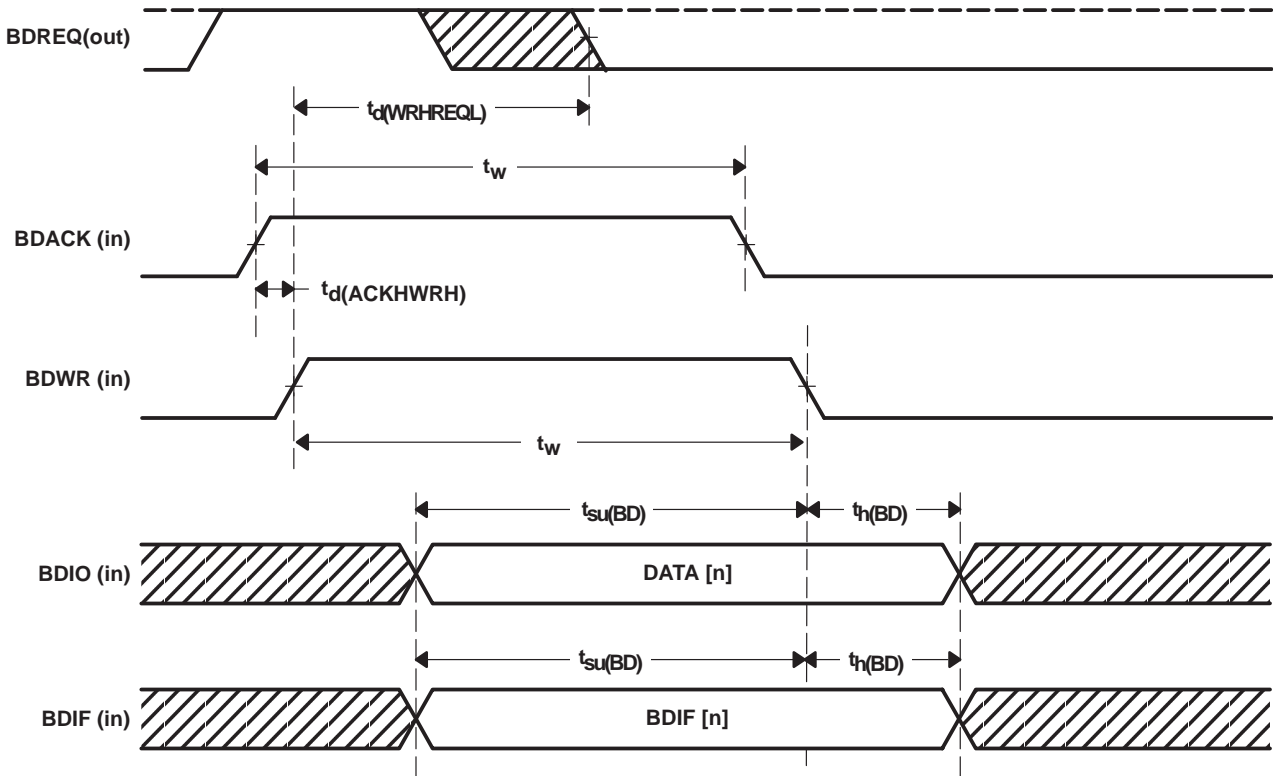 BDREQ(out)
td(WRHREQL)
tw
BDACK (in)
td(ACKHWRH)
BDWR (in)
tw
tsu(BD) th(BD)
BDIO (in) DATA [n]
tsu(BD) th(BD)
BDIF (in) BDIF [n]